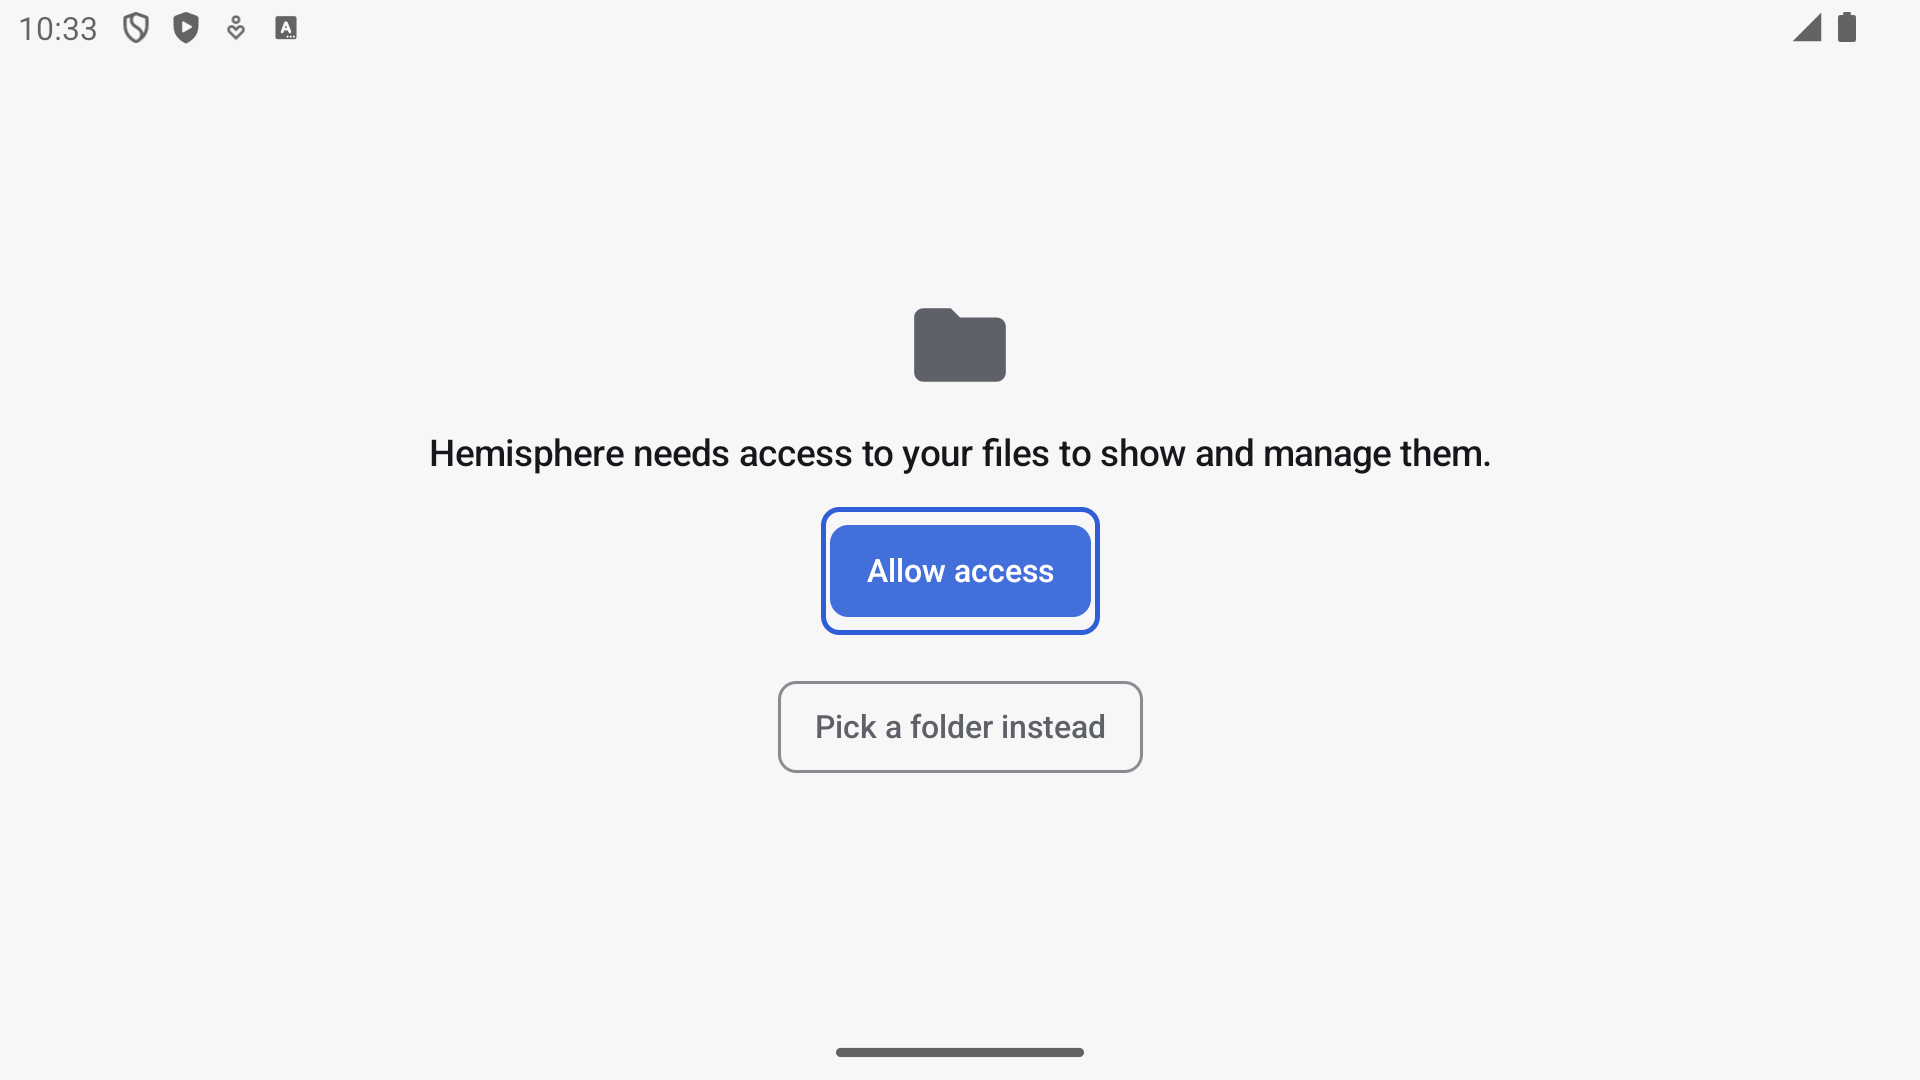 10:33
Hemisphere needs access to your files to show and manage them.
Allow access
Pick a folder instead